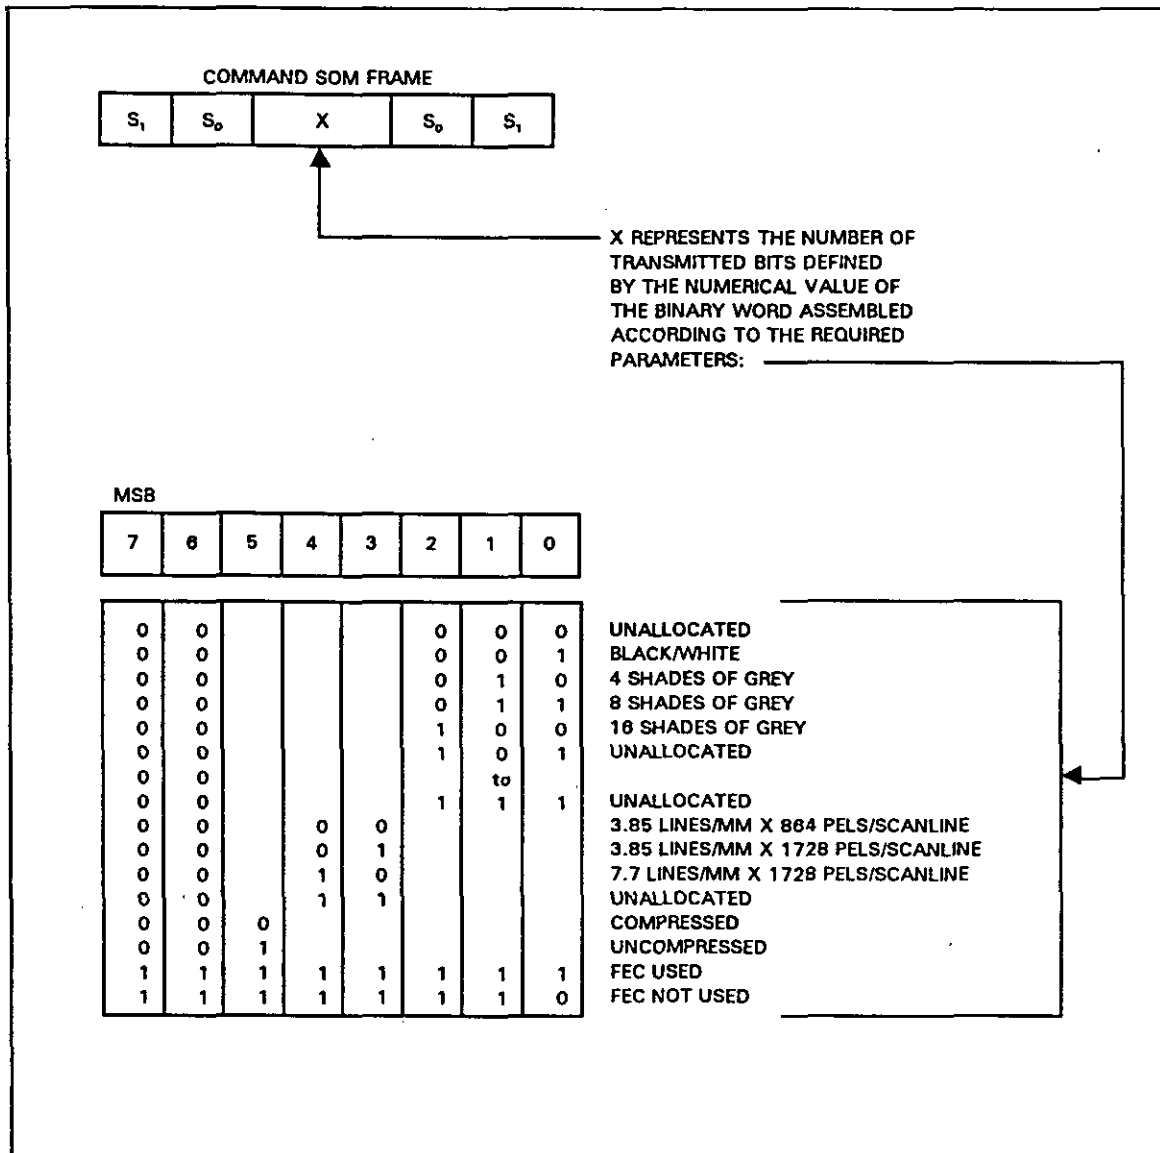 COMMAND SOM FRAME
S₁ S₀ X S₀ S₁
X REPRESENTS THE NUMBER OF
TRANSMITTED BITS DEFINED
BY THE NUMERICAL VALUE OF
THE BINARY WORD ASSEMBLED
ACCORDING TO THE REQUIRED
PARAMETERS:
MSB
7 6 5 4 3 2 1 0
0 0 0 0 0 UNALLOCATED
0 0 0 0 1 BLACK/WHITE
0 0 0 1 0 4 SHADES OF GREY
0 0 0 1 1 8 SHADES OF GREY
0 0 1 0 0 16 SHADES OF GREY
0 0 1 0 1 UNALLOCATED
0 0 to
0 0 1 1 1 UNALLOCATED
0 0 0 0 3.85 LINES/MM X 864 PELS/SCANLINE
0 0 0 1 3.85 LINES/MM X 1728 PELS/SCANLINE
0 0 1 0 7.7 LINES/MM X 1728 PELS/SCANLINE
0 0 1 1 UNALLOCATED
0 0 0 COMPRESSED
0 0 1 UNCOMPRESSED
1 1 1 1 1 1 1 1 FEC USED
1 1 1 1 1 1 1 0 FEC NOT USED